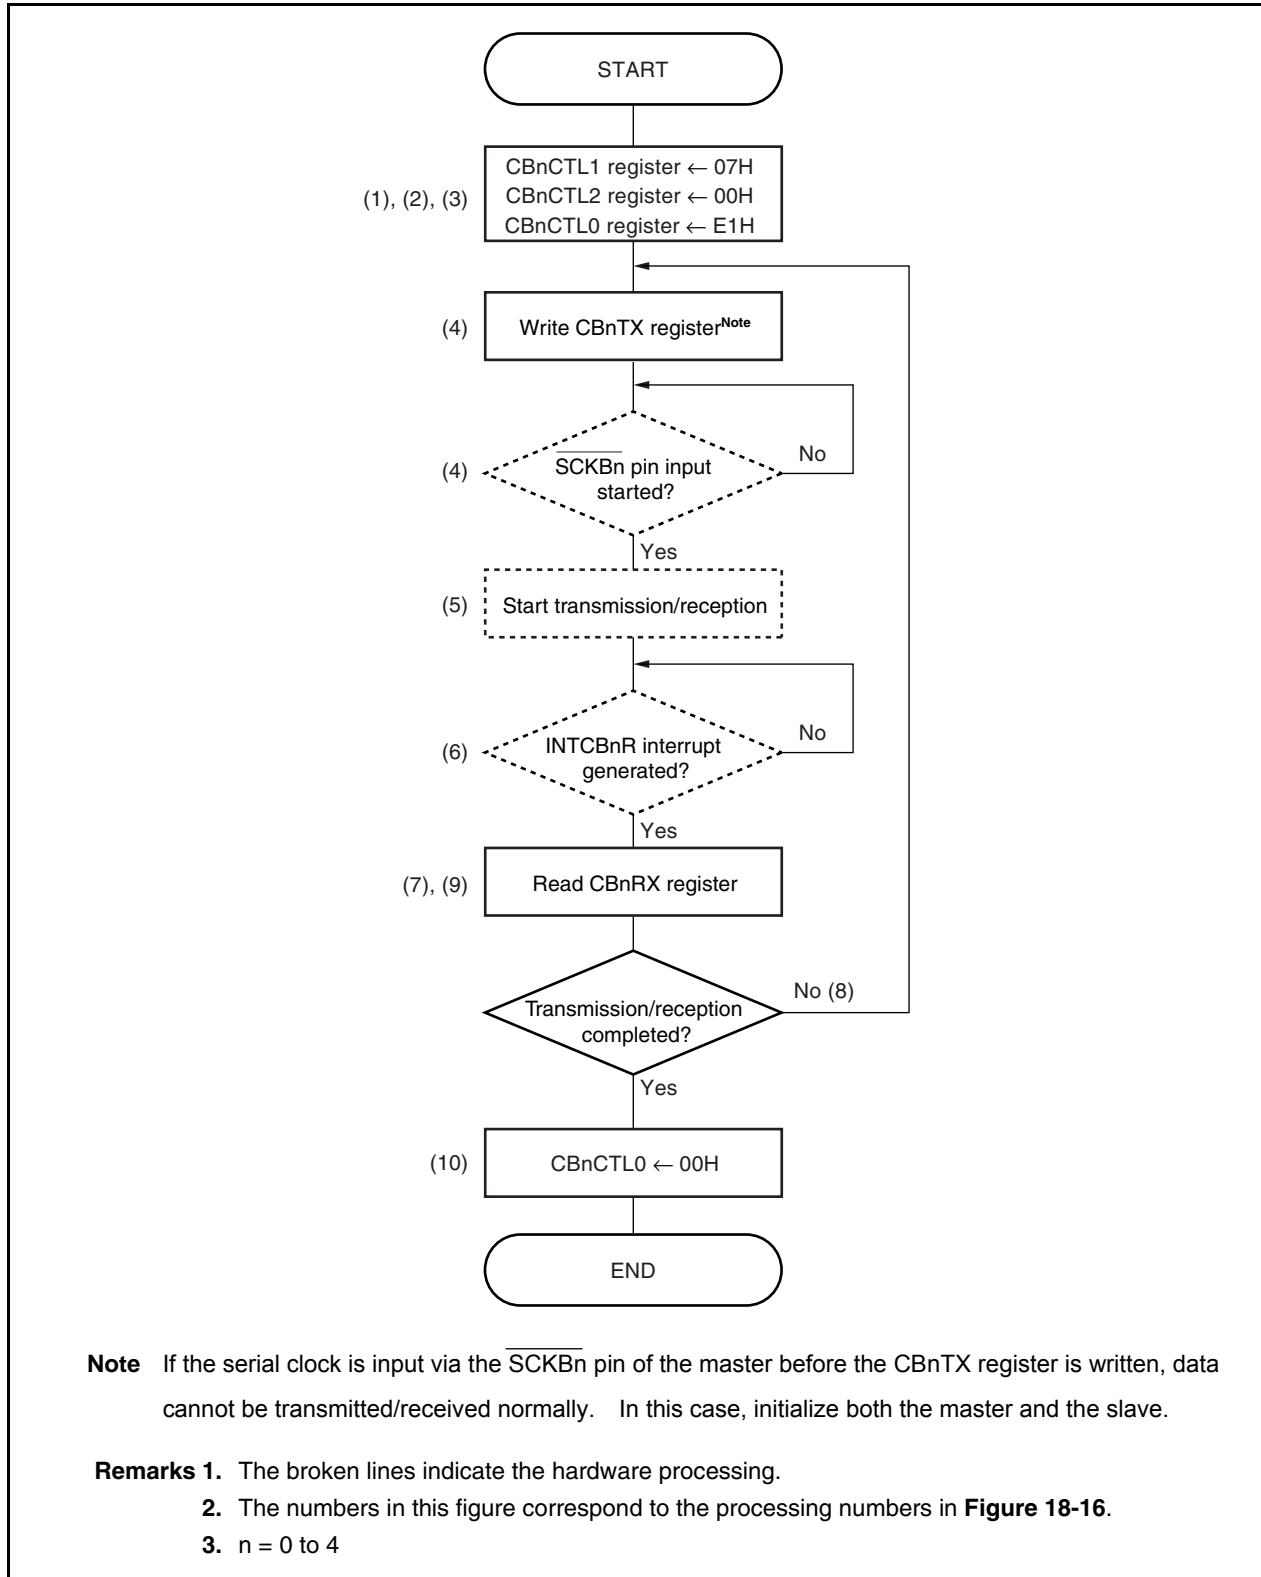 START
CBnCTL1 register ← 07H
(1), (2), (3)
CBnCTL2 register ← 00H
CBnCTL0 register ← E1H
(4)
Write CBnTX registerNote
(4)
SCKBn pin input
started?
No
Yes
(5)
Start transmission/reception
(6)
INTCBnR interrupt
generated?
No
Yes
(7), (9)
Read CBnRX register
Transmission/reception
completed?
No (8)
Yes
(10)
CBnCTL0 ← 00H
END
Note If the serial clock is input via the SCKBn pin of the master before the CBnTX register is written, data
cannot be transmitted/received normally. In this case, initialize both the master and the slave.
Remarks 1. The broken lines indicate the hardware processing.
2. The numbers in this figure correspond to the processing numbers in Figure 18-16.
3. n = 0 to 4